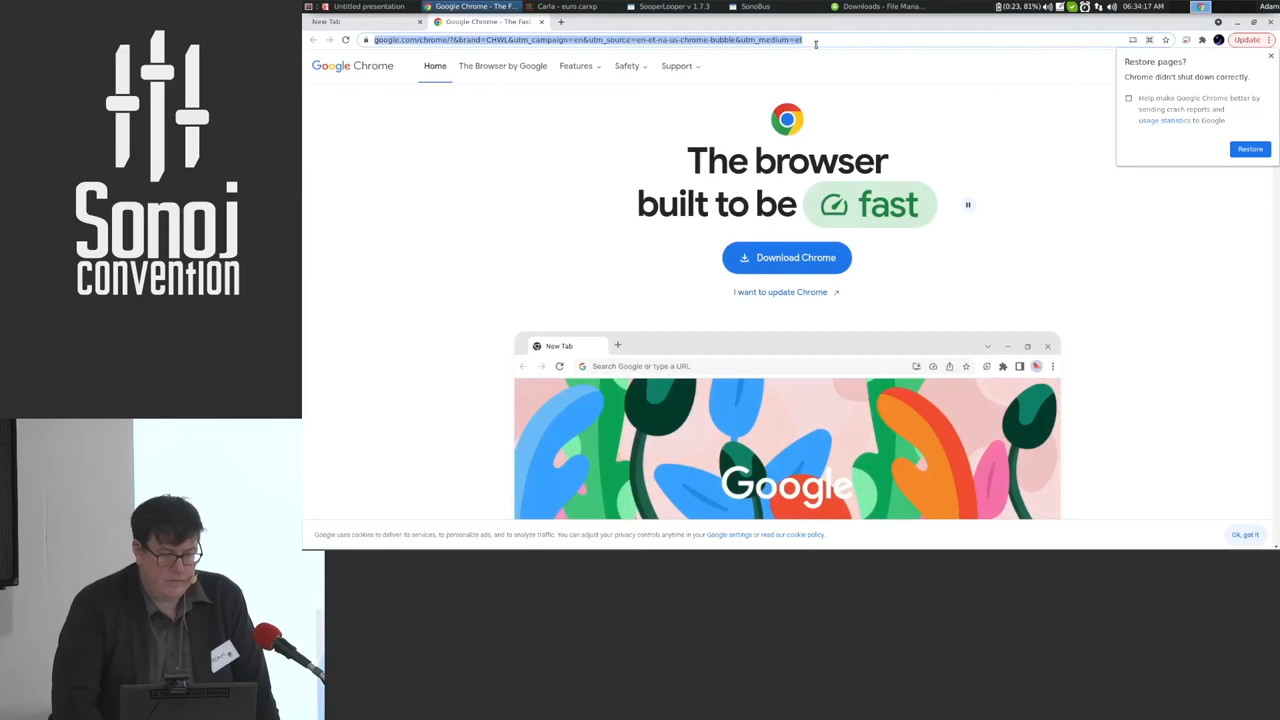 Sonoj
convention
Untitled presentation
Google Chrome - The F...
Carla - euro.carxp
SooperLooper v 1.7.3
SonoBus
Downloads - File Mana...
(0:23, 81%)
06:34:17 AM
Adam
New Tab
Google Chrome - The Fast
google.com/chrome/?&brand=CHWL&utm_campaign=en&utm_source=en-et-na-us-chrome-bubble&utm_medium=et
Update
Google Chrome
Home
The Browser by Google
Features
Safety
Support
Restore pages?
Chrome didn't shut down correctly.
Help make Google Chrome better by
sending crash reports and
usage statistics to Google
Restore
The browser
built to be fast
Download Chrome
I want to update Chrome
New Tab
Search Google or type a URL
Google
Google uses cookies to deliver its services, to personalize ads, and to analyze traffic. You can adjust your privacy controls anytime in your Google settings or read our cookie policy.
Ok, got it